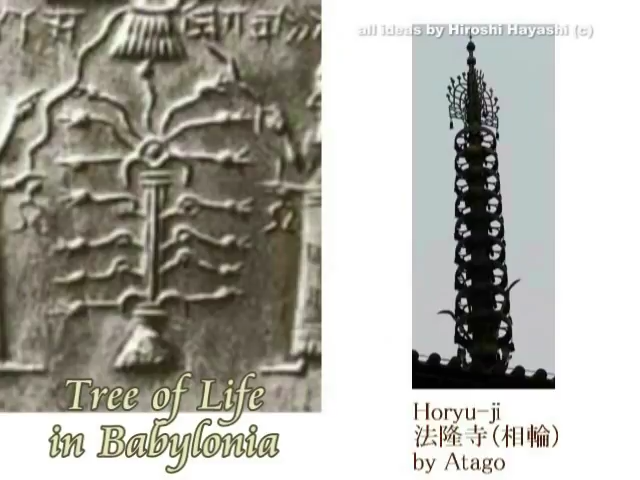 all ideas by Hiroshi Hayashi (c)
Tree of Life
in Babylonia
Horyu-ji
法隆寺(相輪)
by Atago